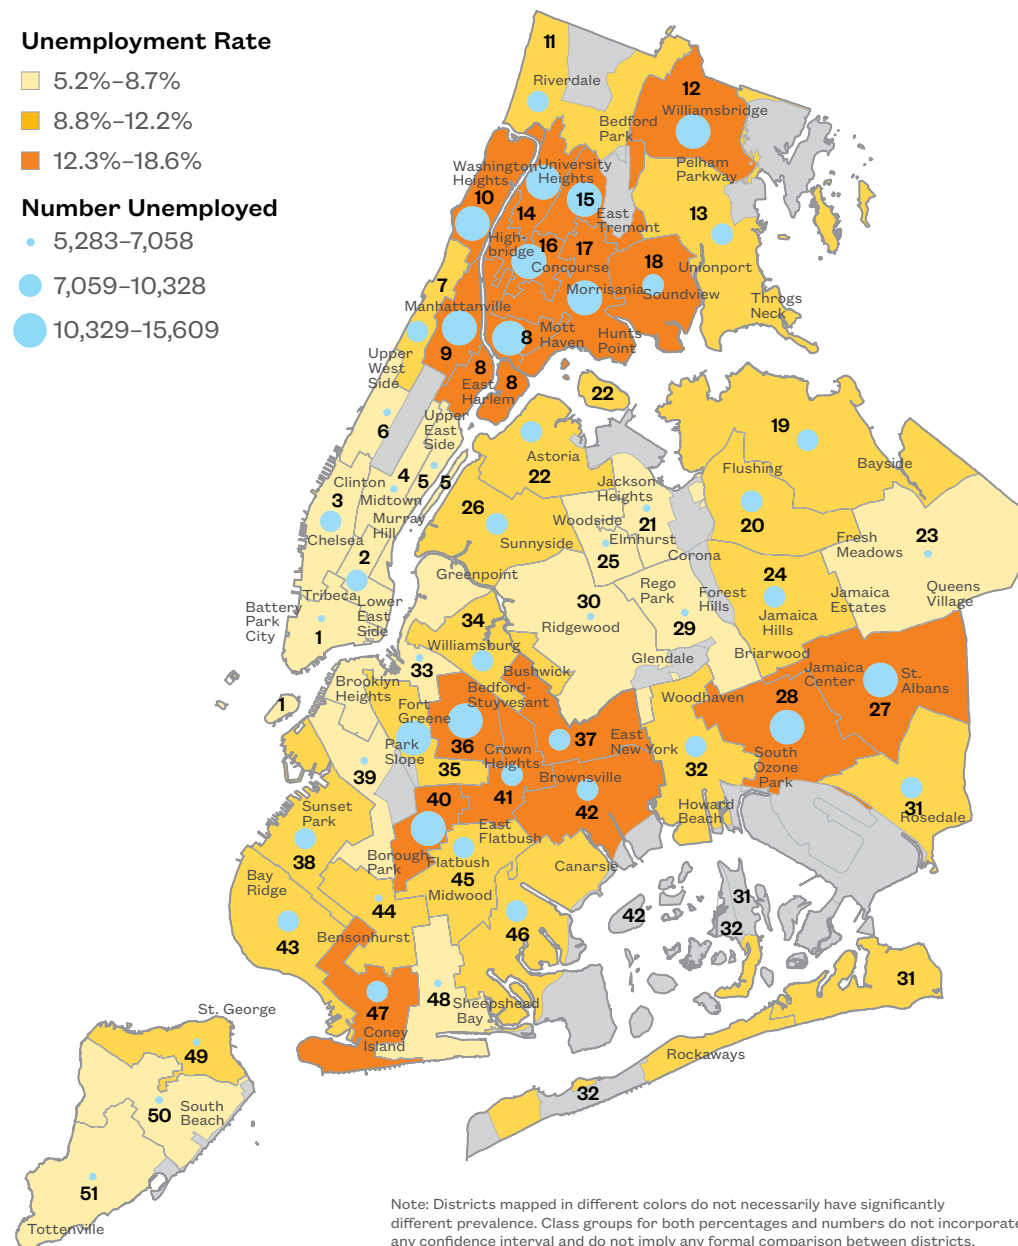 Unemployment Rate
5.2%–8.7%
8.8%–12.2%
12.3%–18.6%
Number Unemployed
5,283–7,058
7,059–10,328
10,329–15,609
11
Riverdale
12
Williamsbridge
Bedford
Park
Pelham
Parkway
Washington
Heights
University
Heights
10
15
14
East
Tremont
13
High-
bridge
16
17
Concourse
18
Unionport
7
Morrisania
Soundview
Manhattanville
Throgs
Neck
8
Mott
Haven
Hunts
Point
9
Upper
West
Side
8
8
East
Harlem
22
6
Upper
East
Side
19
Astoria
Flushing
Bayside
22
Clinton
4
5
5
Jackson
Heights
3
Midtown
26
Murray
Hill
Woodside
21
20
Chelsea
Sunnyside
Elmhurst
Fresh
Meadows
23
2
25
Corona
Greenpoint
24
Rego
Park
Forest
Hills
Jamaica
Estates
Queens
Village
Tribeca
Lower
East
Side
Battery
Park
City
30
Jamaica
Hills
1
34
Ridgewood
29
Williamsburg
Glendale
Briarwood
33
Bushwick
Jamaica
Center
St.
Albans
Brooklyn
Heights
Bedford-
Stuyvesant
Woodhaven
28
27
1
Fort
Greene
36
37
East
New York
Park
Slope
Crown
Heights
South
Ozone
Park
39
35
Brownsville
32
40
41
42
Howard
Beach
31
Rosedale
Sunset
Park
East
Flatbush
38
Borough
Park
Flatbush
Canarsie
Bay
Ridge
45
Midwood
31
44
42
32
43
Bensonhurst
46
31
47
48
Sheepshead
Bay
St. George
Coney
Island
49
Rockaways
32
50
South
Beach
51
Tottenville
Note: Districts mapped in different colors do not necessarily have significantly
different prevalence. Class groups for both percentages and numbers do not incorporate
any confidence interval and do not imply any formal comparison between districts.